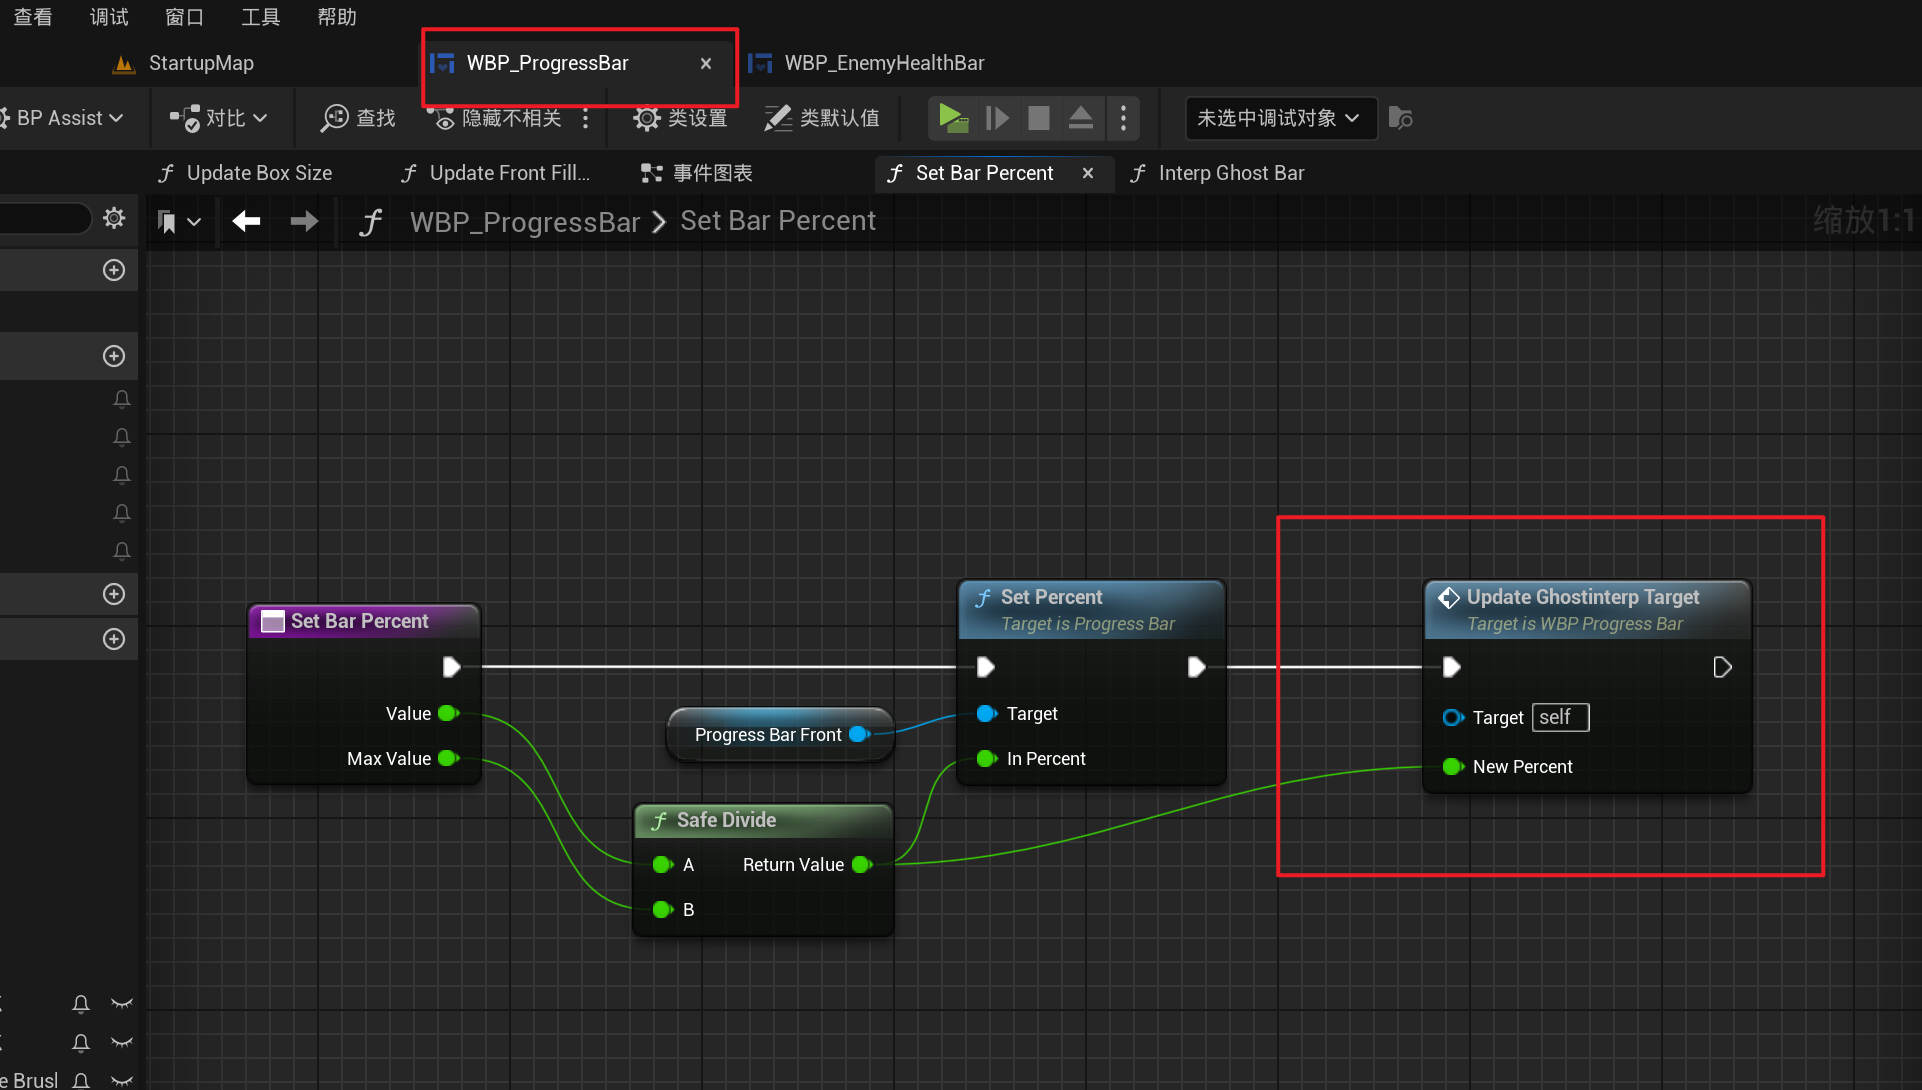 查看 调试 窗口 工具 帮助
StartupMap WBP_ProgressBar × WBP_EnemyHealthBar
BP Assist 对比 查找 隐藏不相关 类设置 类默认值 未选中调试对象
Update Box Size Update Front Fill... 事件图表 Set Bar Percent × Interp Ghost Bar
WBP_ProgressBar > Set Bar Percent 缩放1:1
Set Bar Percent
Value
Max Value
Progress Bar Front
Safe Divide
A Return Value
B
Set Percent
Target is Progress Bar
Target
In Percent
Update Ghostinterp Target
Target is WBP Progress Bar
Target self
New Percent
e Brusl